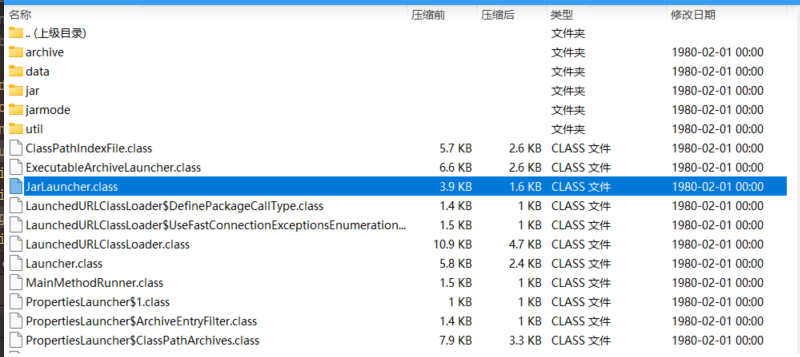 名称 压缩前 压缩后 类型 修改日期
.. (上级目录) 文件夹
archive 文件夹 1980-02-01 00:00
data 文件夹 1980-02-01 00:00
jar 文件夹 1980-02-01 00:00
jarmode 文件夹 1980-02-01 00:00
util 文件夹 1980-02-01 00:00
ClassPathIndexFile.class 5.7 KB 2.6 KB CLASS 文件 1980-02-01 00:00
ExecutableArchiveLauncher.class 6.6 KB 2.6 KB CLASS 文件 1980-02-01 00:00
JarLauncher.class 3.9 KB 1.6 KB CLASS 文件 1980-02-01 00:00
LaunchedURLClassLoader$DefinePackageCallType.class 1.4 KB 1 KB CLASS 文件 1980-02-01 00:00
LaunchedURLClassLoader$UseFastConnectionExceptionsEnumeration... 1.5 KB 1 KB CLASS 文件 1980-02-01 00:00
LaunchedURLClassLoader.class 10.9 KB 4.7 KB CLASS 文件 1980-02-01 00:00
Launcher.class 5.8 KB 2.4 KB CLASS 文件 1980-02-01 00:00
MainMethodRunner.class 1.5 KB 1 KB CLASS 文件 1980-02-01 00:00
PropertiesLauncher$1.class 1 KB 1 KB CLASS 文件 1980-02-01 00:00
PropertiesLauncher$ArchiveEntryFilter.class 1.4 KB 1 KB CLASS 文件 1980-02-01 00:00
PropertiesLauncher$ClassPathArchives.class 7.9 KB 3.3 KB CLASS 文件 1980-02-01 00:00